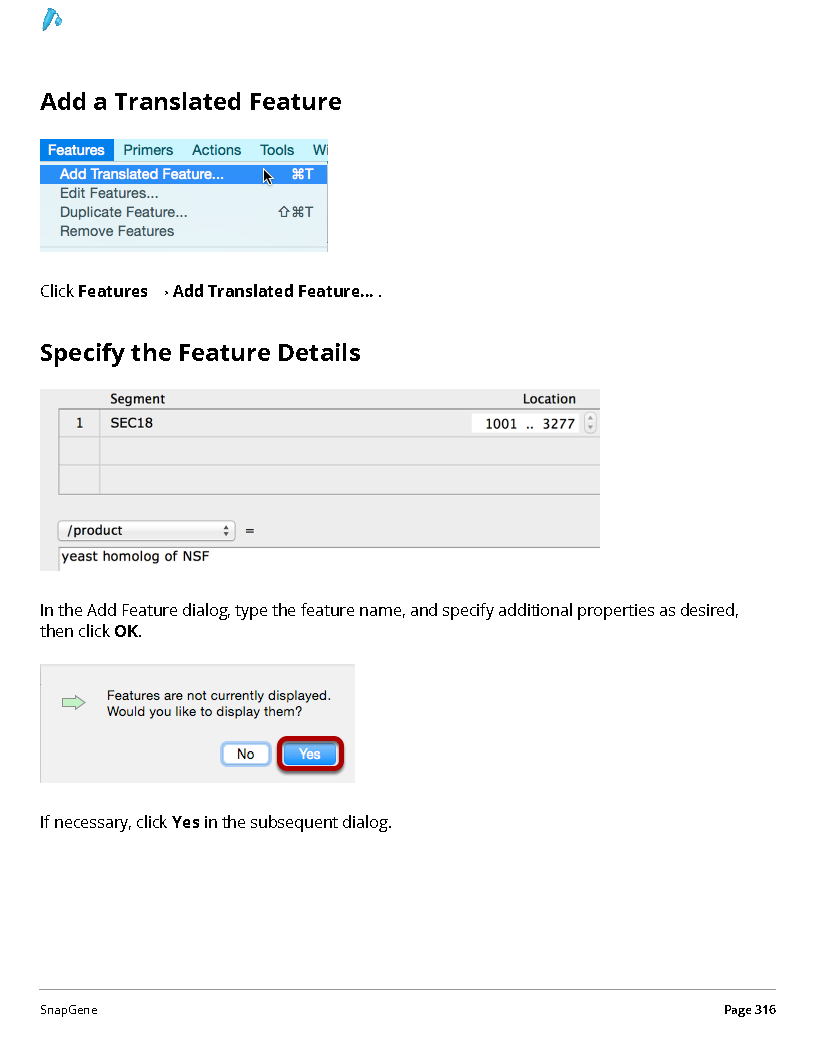 Add a Translated Feature
Features Primers Actions Tools Wi
Add Translated Feature... ⌘T
Edit Features...
Duplicate Feature... ⇧⌘T
Remove Features
Click Features → Add Translated Feature... .
Specify the Feature Details
Segment Location
1 SEC18 1001 .. 3277
/product =
yeast homolog of NSF
In the Add Feature dialog, type the feature name, and specify additional properties as desired,
then click OK.
Features are not currently displayed.
Would you like to display them?
No Yes
If necessary, click Yes in the subsequent dialog.
SnapGene Page 316